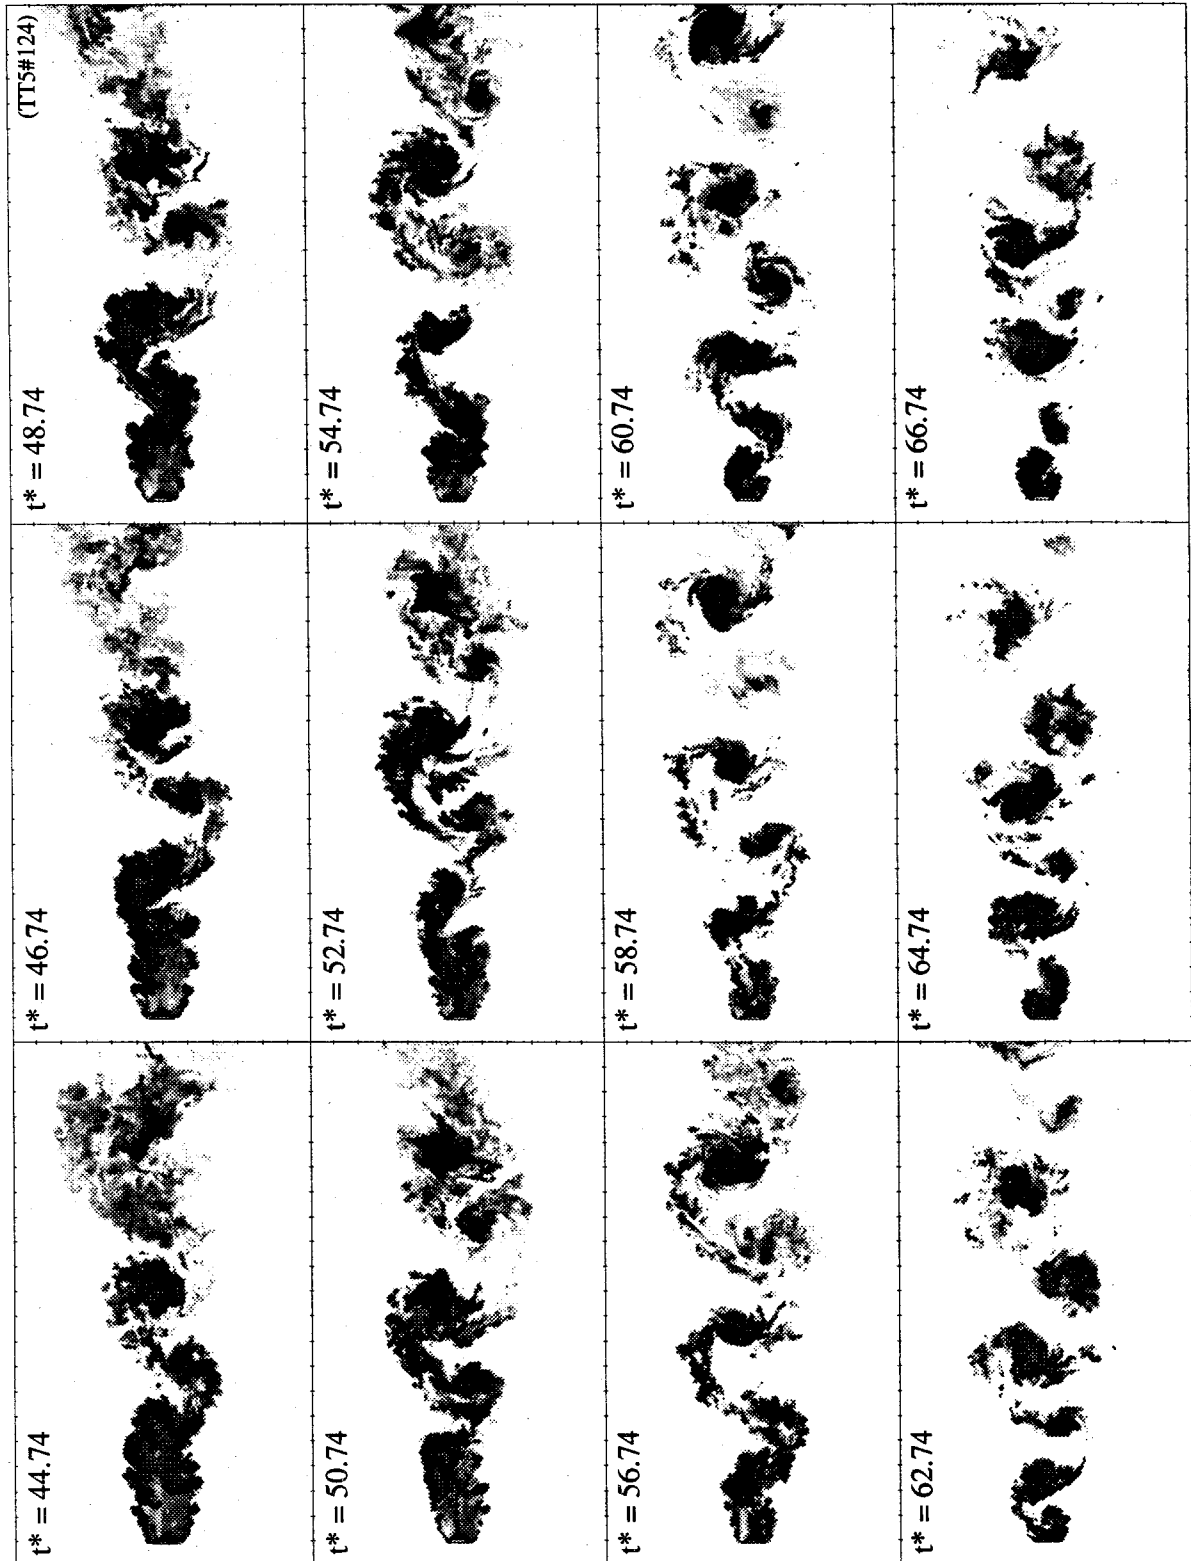 t* = 44.74
t* = 46.74
t* = 48.74
(TT5#124)
t* = 50.74
t* = 52.74
t* = 54.74
t* = 56.74
t* = 58.74
t* = 60.74
t* = 62.74
t* = 64.74
t* = 66.74